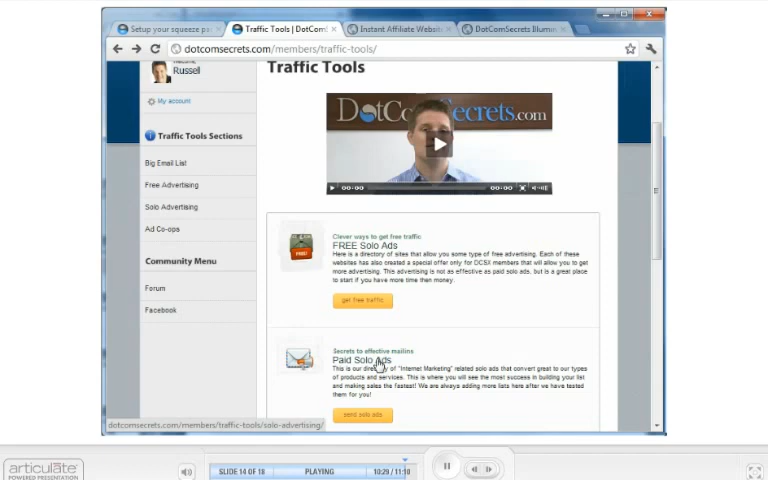 Setup your squeeze pa
Traffic Tools | DotCom
Instant Affiliate Websit
DotComSecrets Illumin
dotcomsecrets.com/members/traffic-tools/
Russell
My account
Traffic Tools Sections
Big Email List
Free Advertising
Solo Advertising
Ad Co-ops
Community Menu
Forum
Facebook
Traffic Tools
DotComSecrets.com
00:00
00:00
Clever ways to get free traffic
FREE Solo Ads
Here is a directory of sites that allow you some type of free advertising. Each of these
websites has also created a special offer only for DCSX members that will allow you to get
more advertising. This advertising is not as effective as paid solo ads, but is a great place
to start if you have more time then money.
get free traffic
Secrets to effective mailins
Paid Solo Ads
This is our directory of "Internet Marketing" related solo ads that convert great to our types
of products and services. This is where you will see the most success in building your list
and making sales the fastest! We are always adding more lists here after we have tested
them for you!
send solo ads
dotcomsecrets.com/members/traffic-tools/solo-advertising/
articulate
POWERED PRESENTATION
SLIDE 14 OF 18
PLAYING
10:29 / 11:10